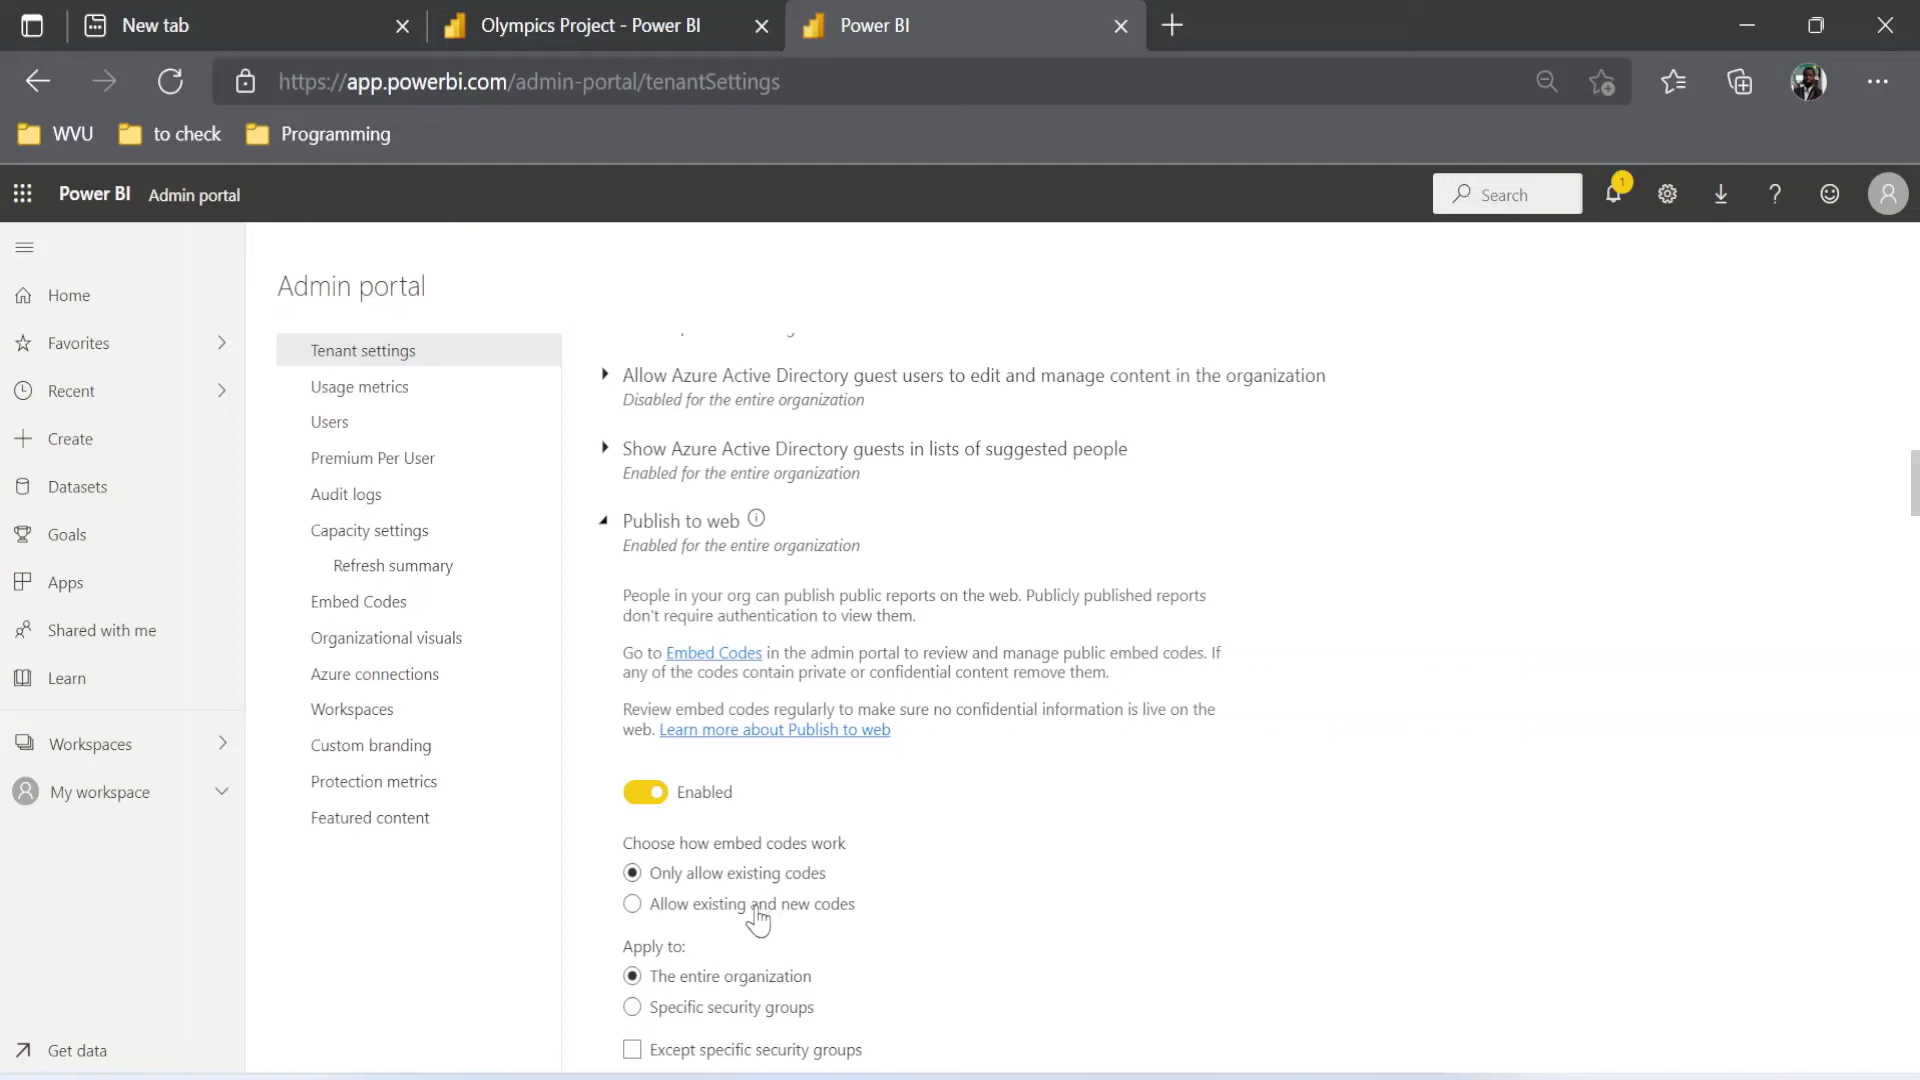 New tab
Olympics Project - Power BI
Power BI
https://app.powerbi.com/admin-portal/tenantSettings
WVU
to check
Programming
Power BI
Admin portal
Search
1
Home
Favorites
Recent
Create
Datasets
Goals
Apps
Shared with me
Learn
Workspaces
My workspace
Get data
Admin portal
Tenant settings
Usage metrics
Users
Premium Per User
Audit logs
Capacity settings
Refresh summary
Embed Codes
Organizational visuals
Azure connections
Workspaces
Custom branding
Protection metrics
Featured content
Allow Azure Active Directory guest users to edit and manage content in the organization
Disabled for the entire organization
Show Azure Active Directory guests in lists of suggested people
Enabled for the entire organization
Publish to web
Enabled for the entire organization
People in your org can publish public reports on the web. Publicly published reports
don't require authentication to view them.
Go to Embed Codes in the admin portal to review and manage public embed codes. If
any of the codes contain private or confidential content remove them.
Review embed codes regularly to make sure no confidential information is live on the
web. Learn more about Publish to web
Enabled
Choose how embed codes work
Only allow existing codes
Allow existing and new codes
Apply to:
The entire organization
Specific security groups
Except specific security groups